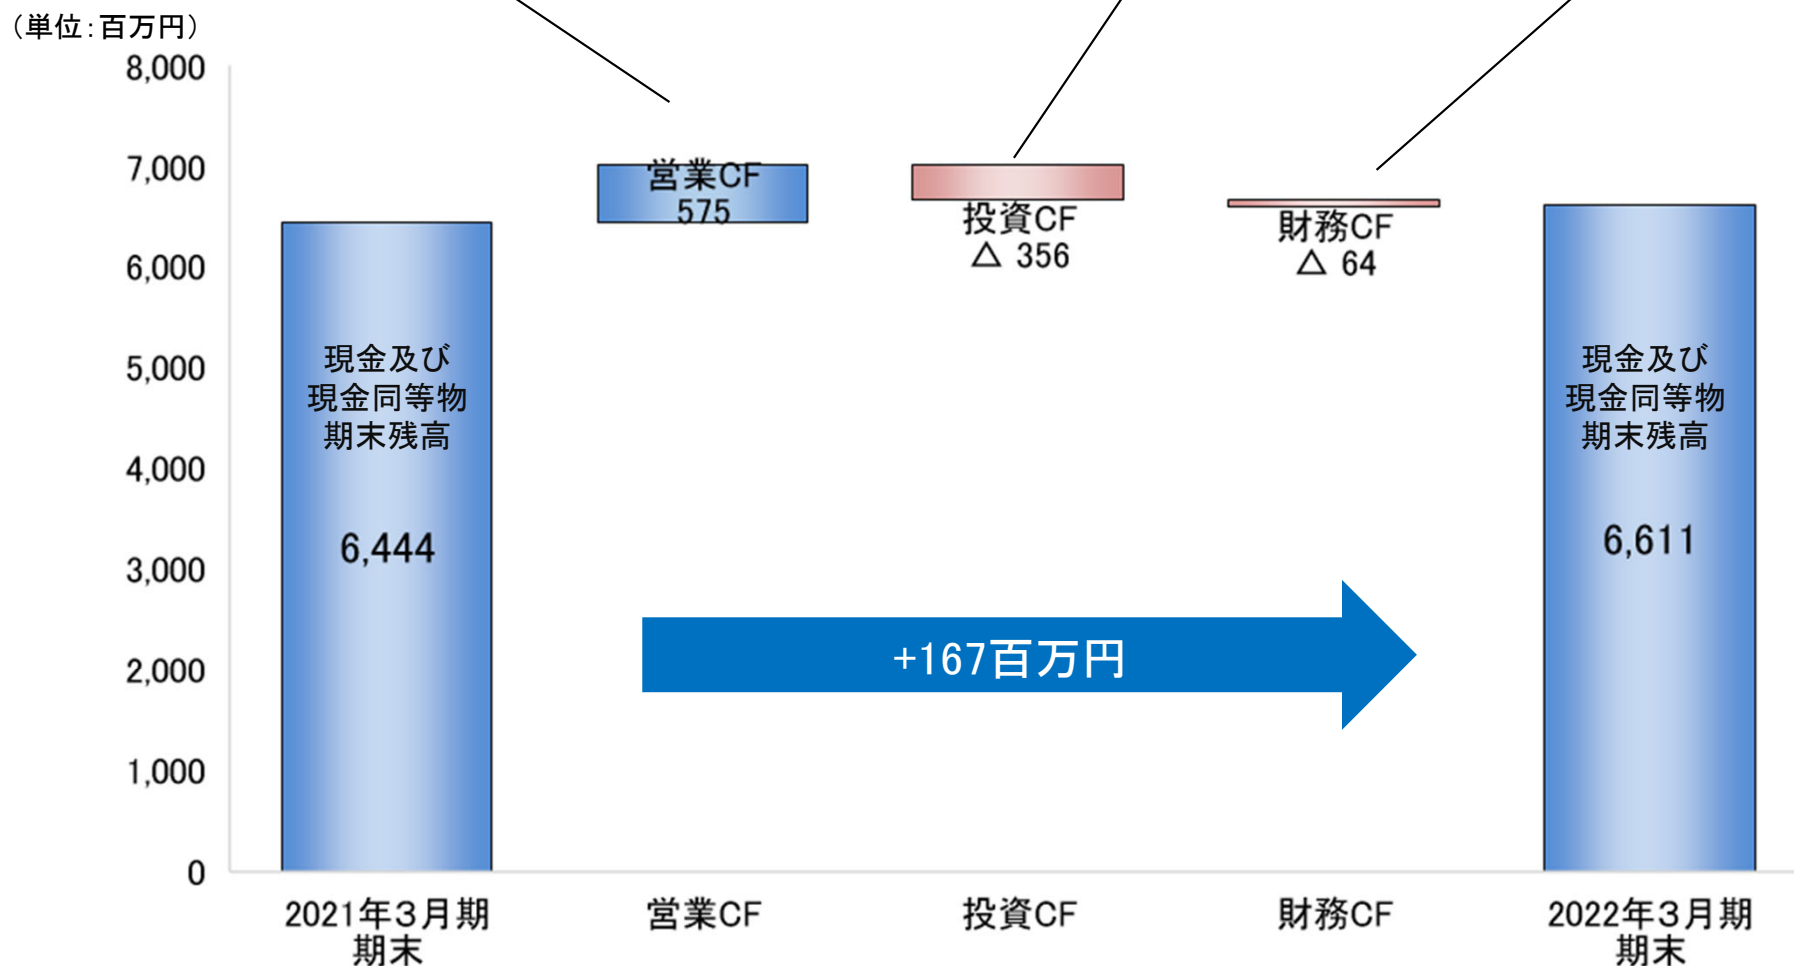 （単位：百万円）
8,000
7,000
6,000
5,000
4,000
3,000
2,000
1,000
0
現金及び
現金同等物
期末残高
6,444
営業CF
575
投資CF
△ 356
財務CF
△ 64
現金及び
現金同等物
期末残高
6,611
+167百万円
2021年３月期
期末
営業CF
投資CF
財務CF
2022年３月期
期末